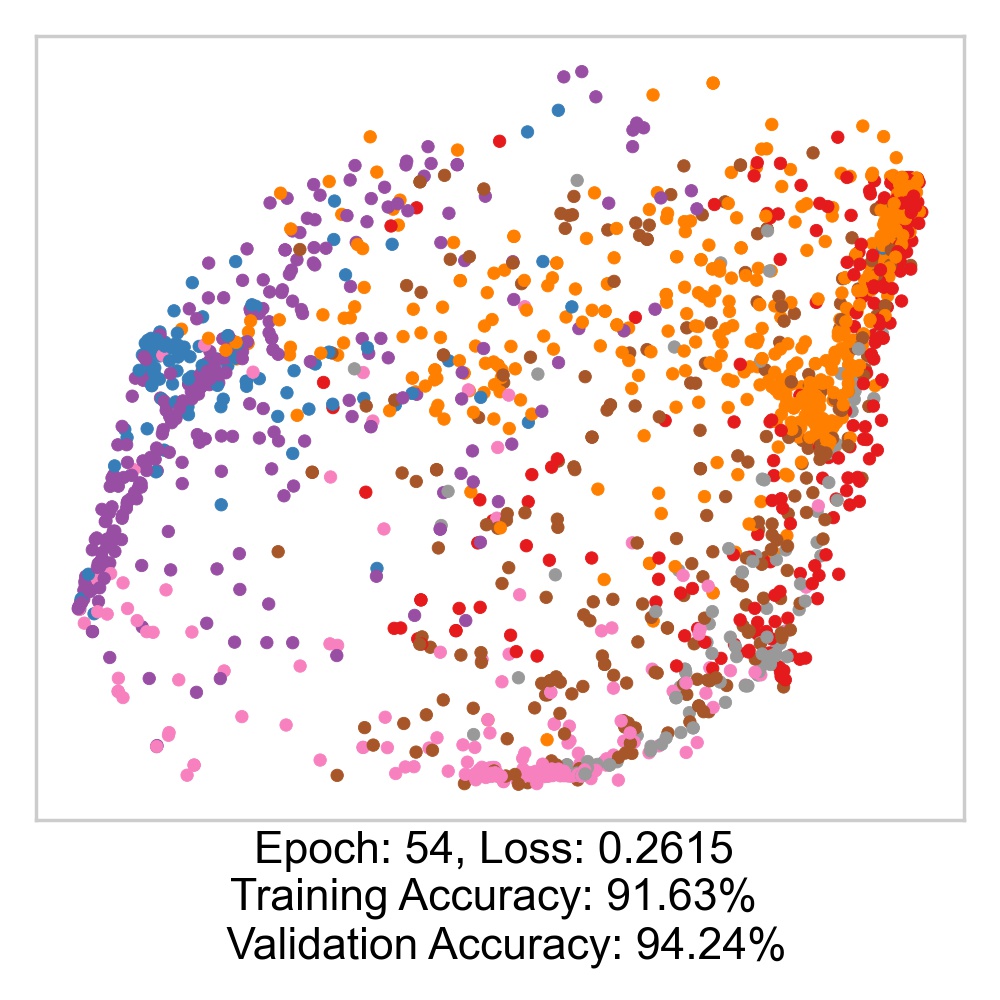 Epoch: 54, Loss: 0.2615
Training Accuracy: 91.63%
Validation Accuracy: 94.24%